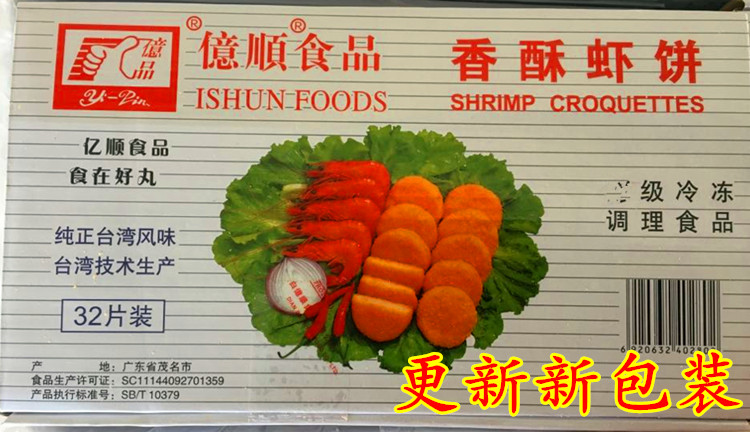 億品
Yi-Pin
®億順®食品
ISHUN FOODS
香酥虾饼
SHRIMP CROQUETTES
亿顺食品
食在好丸
纯正台湾风味
台湾技术生产
32片装
级冷冻
调理食品
产 地：广东省茂名市
食品生产许可证：SC11144092701359
产品执行标准号：SB/T 10379
6 920632 402
更新新包装